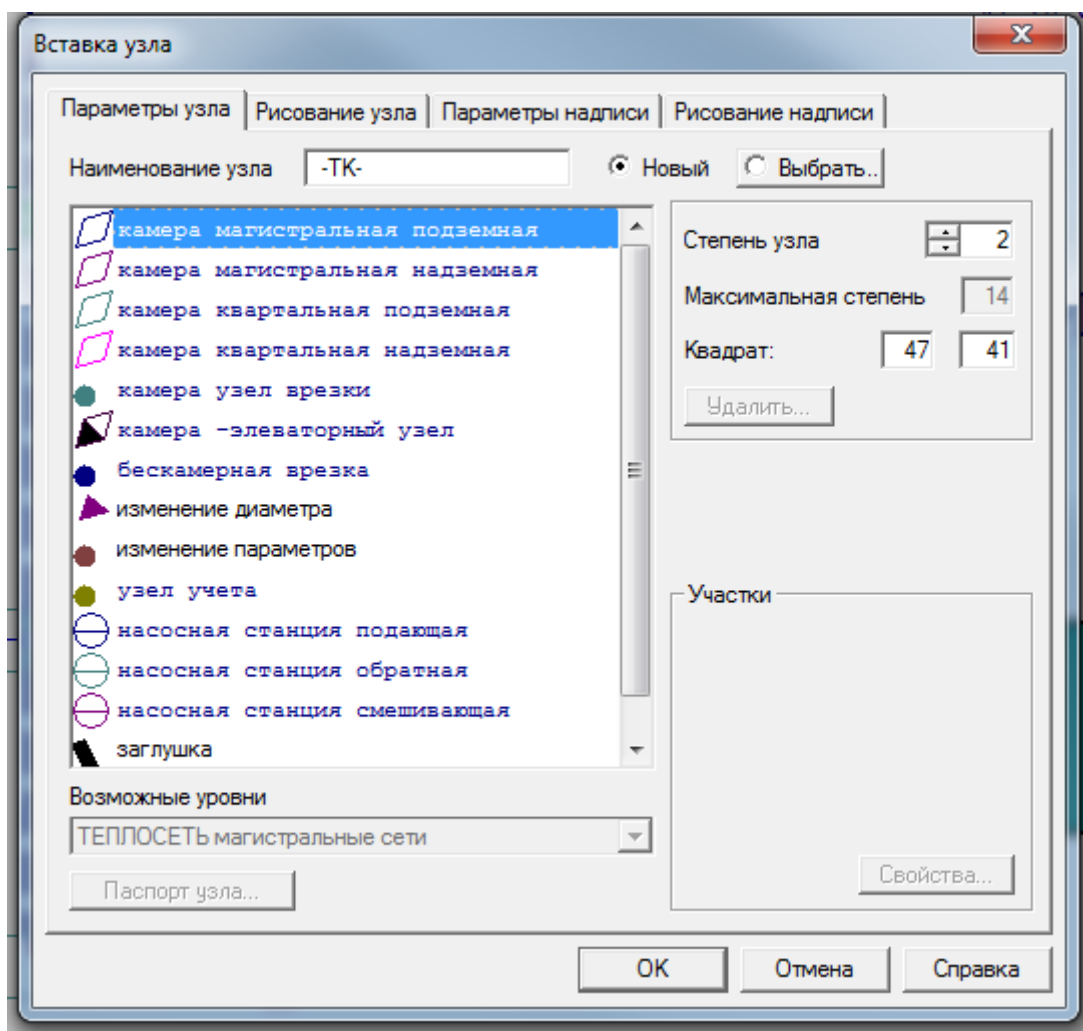 Вставка узла
Параметры узла Рисование узла Параметры надписи Рисование надписи
Наименование узла -ТК- Новый Выбрать..
камера магистральная подземная
камера магистральная надземная
камера квартальная подземная
камера квартальная надземная
камера узел врезки
камера -элеваторный узел
бескамерная врезка
изменение диаметра
изменение параметров
узел учета
насосная станция подающая
насосная станция обратная
насосная станция смешивающая
заглушка
Степень узла 2
Максимальная степень 14
Квадрат: 47 41
Удалить...
Участки
Свойства...
Возможные уровни
ТЕПЛОСЕТЬ магистральные сети
Паспорт узла...
ОК Отмена Справка